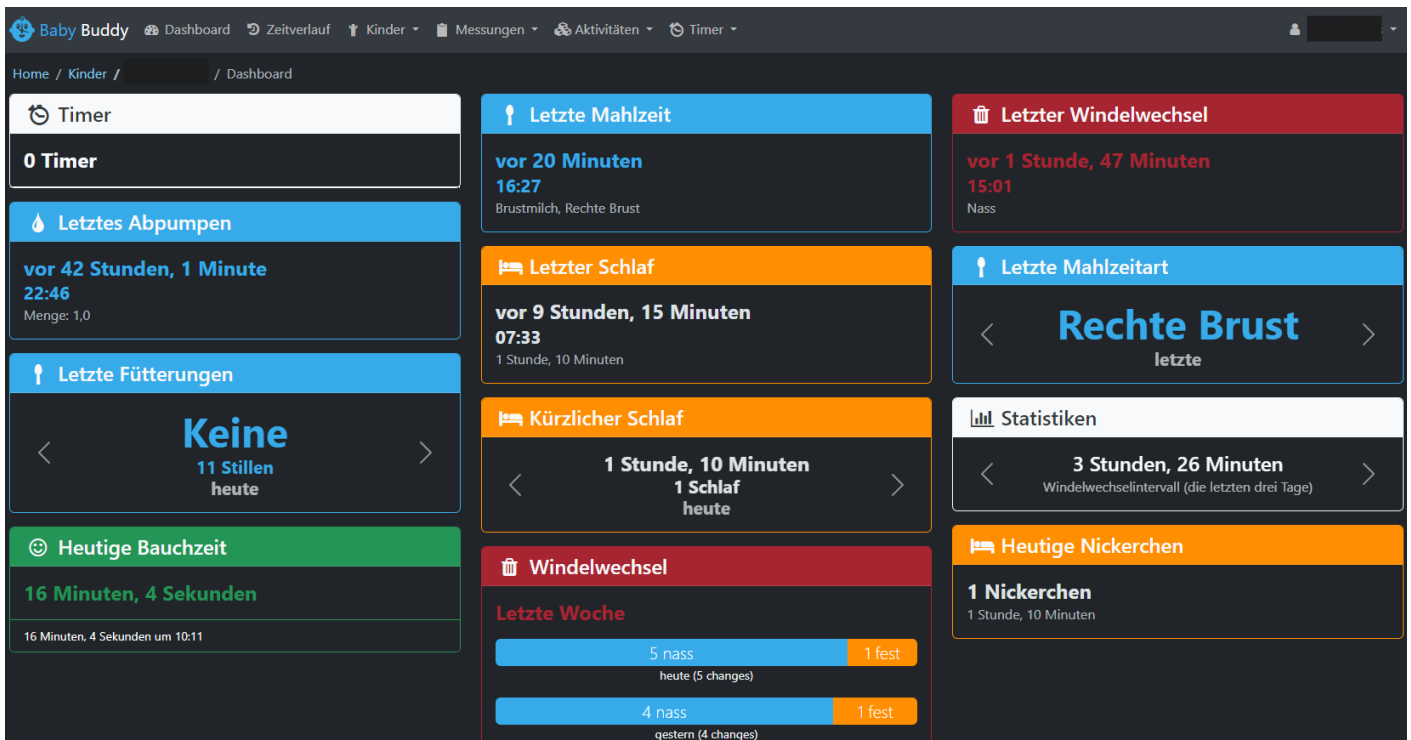 Baby Buddy Dashboard Zeitverlauf Kinder Messungen Aktivitäten Timer
Home / Kinder / / Dashboard
Timer
0 Timer
Letztes Abpumpen
vor 42 Stunden, 1 Minute
22:46
Menge: 1,0
Letzte Fütterungen
Keine
11 Stillen
heute
Heutige Bauchzeit
16 Minuten, 4 Sekunden
16 Minuten, 4 Sekunden um 10:11
Letzte Mahlzeit
vor 20 Minuten
16:27
Brustmilch, Rechte Brust
Letzter Schlaf
vor 9 Stunden, 15 Minuten
07:33
1 Stunde, 10 Minuten
Kürzlicher Schlaf
1 Stunde, 10 Minuten
1 Schlaf
heute
Windelwechsel
Letzte Woche
5 nass 1 fest
heute (5 changes)
4 nass 1 fest
gestern (4 changes)
Letzter Windelwechsel
vor 1 Stunde, 47 Minuten
15:01
Nass
Letzte Mahlzeitart
Rechte Brust
letzte
Statistiken
3 Stunden, 26 Minuten
Windelwechselintervall (die letzten drei Tage)
Heutige Nickerchen
1 Nickerchen
1 Stunde, 10 Minuten